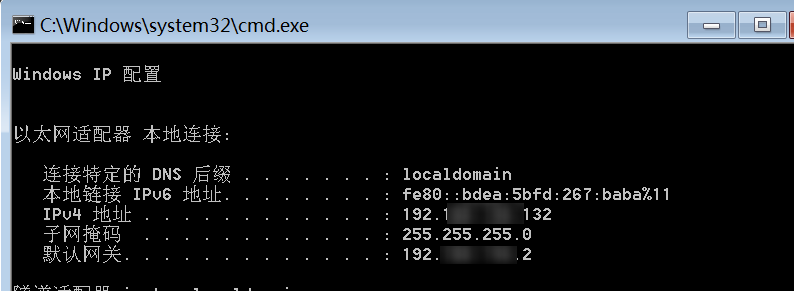 C:\Windows\system32\cmd.exe
Windows IP 配置
以太网适配器 本地连接:
连接特定的 DNS 后缀 . . . . . . . : localdomain
本地链接 IPv6 地址. . . . . . . . : fe80::bdea:5bfd:267:baba%11
IPv4 地址 . . . . . . . . . . . . : 192.1 132
子网掩码 . . . . . . . . . . . . : 255.255.255.0
默认网关. . . . . . . . . . . . . : 192. .2